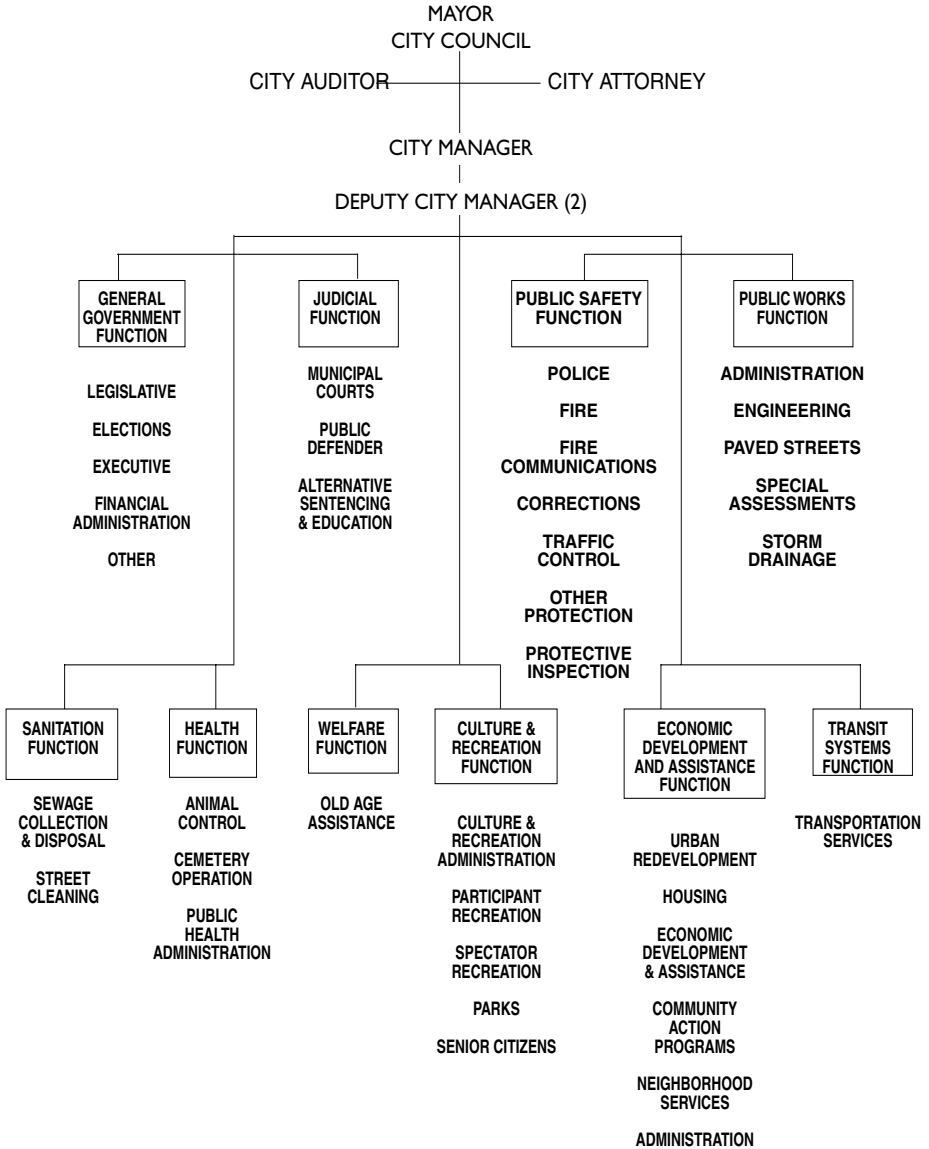 MAYOR
CITY COUNCIL
CITY AUDITOR
CITY ATTORNEY
CITY MANAGER
DEPUTY CITY MANAGER (2)
GENERAL
GOVERNMENT
FUNCTION
LEGISLATIVE
ELECTIONS
EXECUTIVE
FINANCIAL
ADMINISTRATION
OTHER
JUDICIAL
FUNCTION
MUNICIPAL
COURTS
PUBLIC
DEFENDER
ALTERNATIVE
SENTENCING
& EDUCATION
PUBLIC SAFETY
FUNCTION
POLICE
FIRE
FIRE
COMMUNICATIONS
CORRECTIONS
TRAFFIC
CONTROL
OTHER
PROTECTION
PROTECTIVE
INSPECTION
PUBLIC WORKS
FUNCTION
ADMINISTRATION
ENGINEERING
PAVED STREETS
SPECIAL
ASSESSMENTS
STORM
DRAINAGE
SANITATION
FUNCTION
SEWAGE
COLLECTION
& DISPOSAL
STREET
CLEANING
HEALTH
FUNCTION
ANIMAL
CONTROL
CEMETERY
OPERATION
PUBLIC
HEALTH
ADMINISTRATION
WELFARE
FUNCTION
OLD AGE
ASSISTANCE
CULTURE &
RECREATION
FUNCTION
CULTURE &
RECREATION
ADMINISTRATION
PARTICIPANT
RECREATION
SPECTATOR
RECREATION
PARKS
SENIOR CITIZENS
ECONOMIC
DEVELOPMENT
AND ASSISTANCE
FUNCTION
URBAN
REDEVELOPMENT
HOUSING
ECONOMIC
DEVELOPMENT
& ASSISTANCE
COMMUNITY
ACTION
PROGRAMS
NEIGHBORHOOD
SERVICES
ADMINISTRATION
TRANSIT
SYSTEMS
FUNCTION
TRANSPORTATION
SERVICES